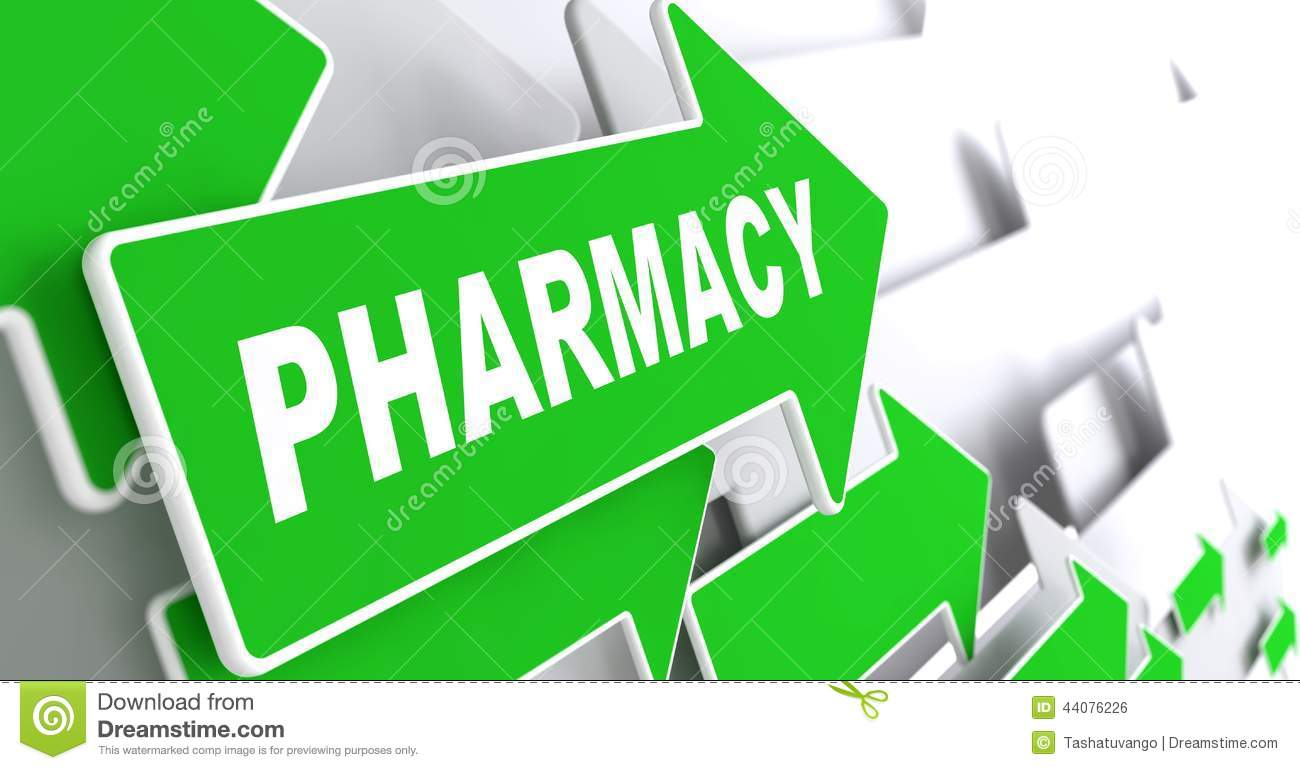 PHARMACY
dreamstime
dreamstime
dreamstime
dreamstime
Download from
Dreamstime.com
This watermarked comp image is for previewing purposes only.
ID 44076226
© Tashatuvango | Dreamstime.com